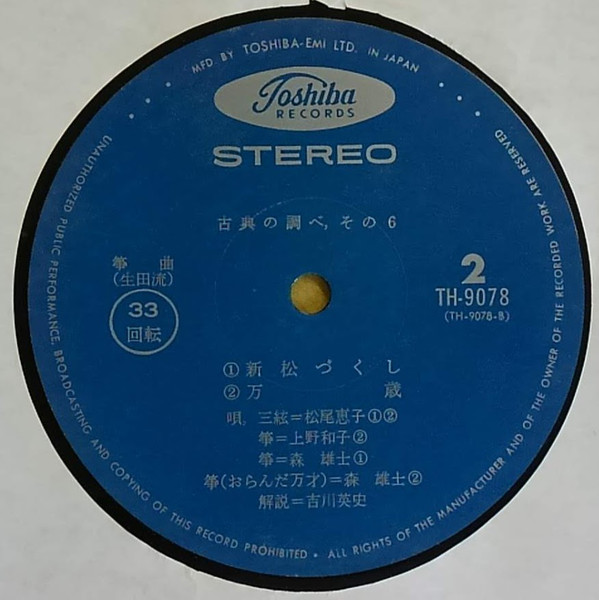 MFD BY TOSHIBA-EMI LTD. IN JAPAN
Toshiba
RECORDS
STEREO
古典の調べ,その6
箏曲
(生田流)
33
回転
2
TH-9078
(TH-9078-B)
①新松づくし
②万歳
唄,三絃=松尾恵子①②
箏=上野和子②
箏=森 雄士①
箏(おらんだ万才)=森 雄士②
解説=吉川英史
UNAUTHORIZED PUBLIC PERFORMANCE, BROADCASTING AND COPYING OF THIS RECORD PROHIBITED • ALL RIGHTS OF THE MANUFACTURER AND OF THE OWNER OF THE RECORDED WORK ARE RESERVED